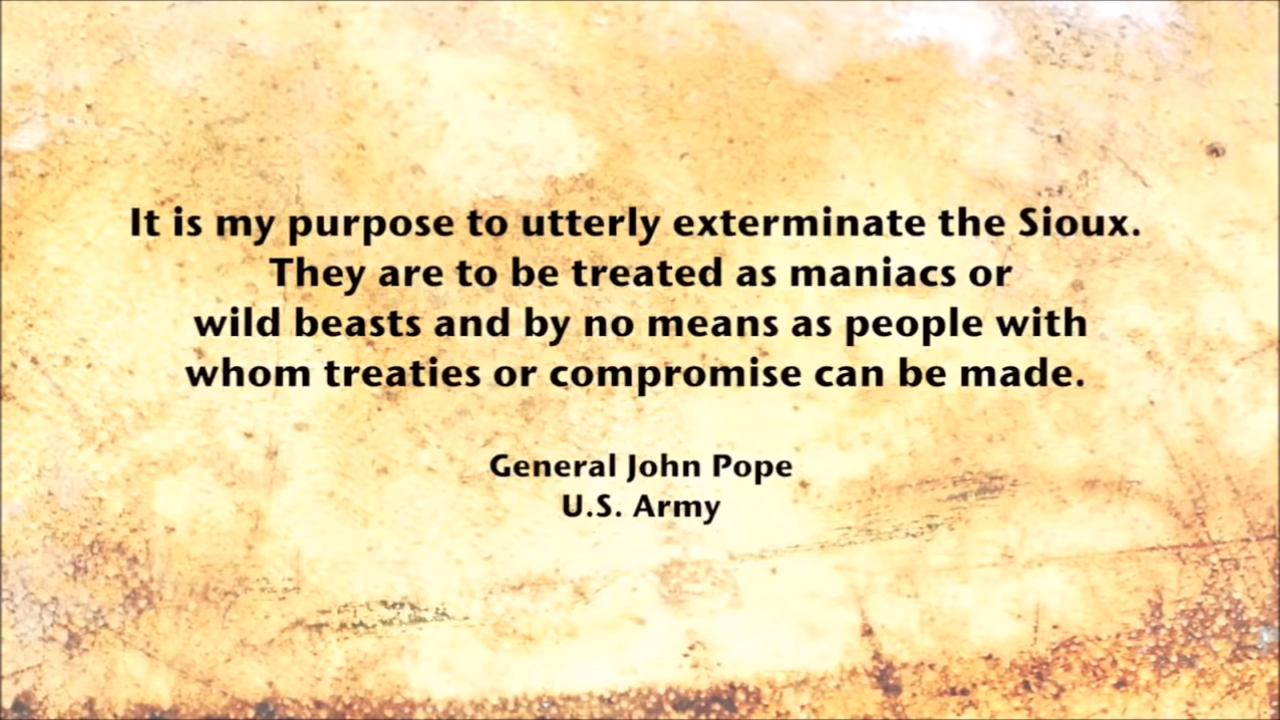 It is my purpose to utterly exterminate the Sioux.
They are to be treated as maniacs or
wild beasts and by no means as people with
whom treaties or compromise can be made.
General John Pope
U.S. Army